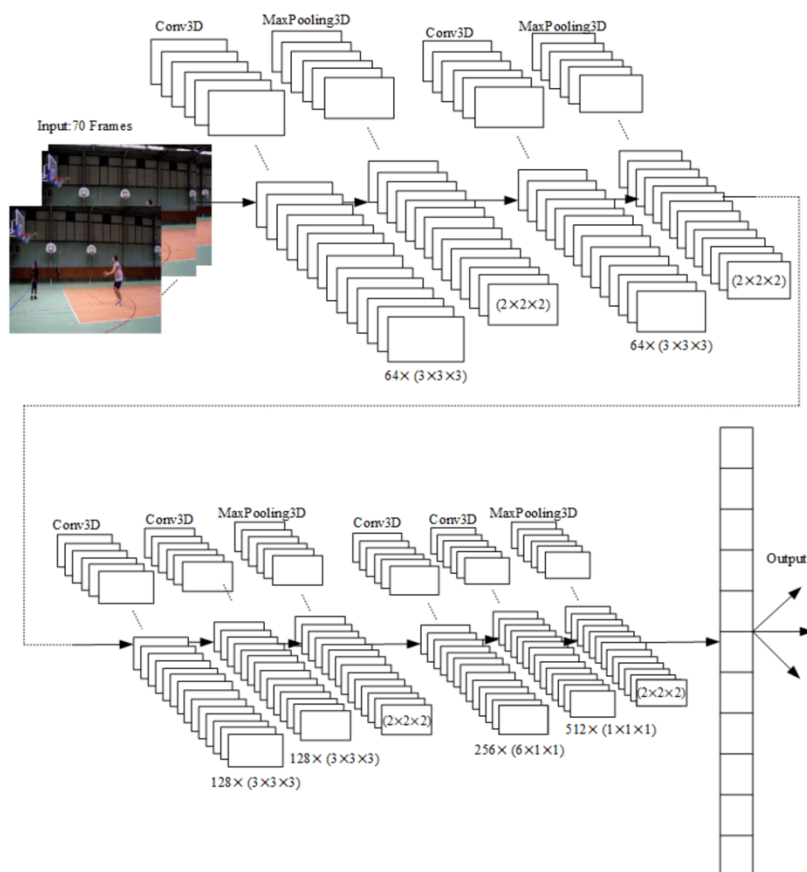 Conv3D
MaxPooling3D
Conv3D
MaxPooling3D
Input:70 Frames
(2×2×2)
(2×2×2)
64× (3×3×3)
64× (3×3×3)
Conv3D
Conv3D
MaxPooling3D
Conv3D
Conv3D
MaxPooling3D
Output
(2×2×2)
(2×2×2)
128× (3×3×3)
128× (3×3×3)
256× (6×1×1)
512× (1×1×1)